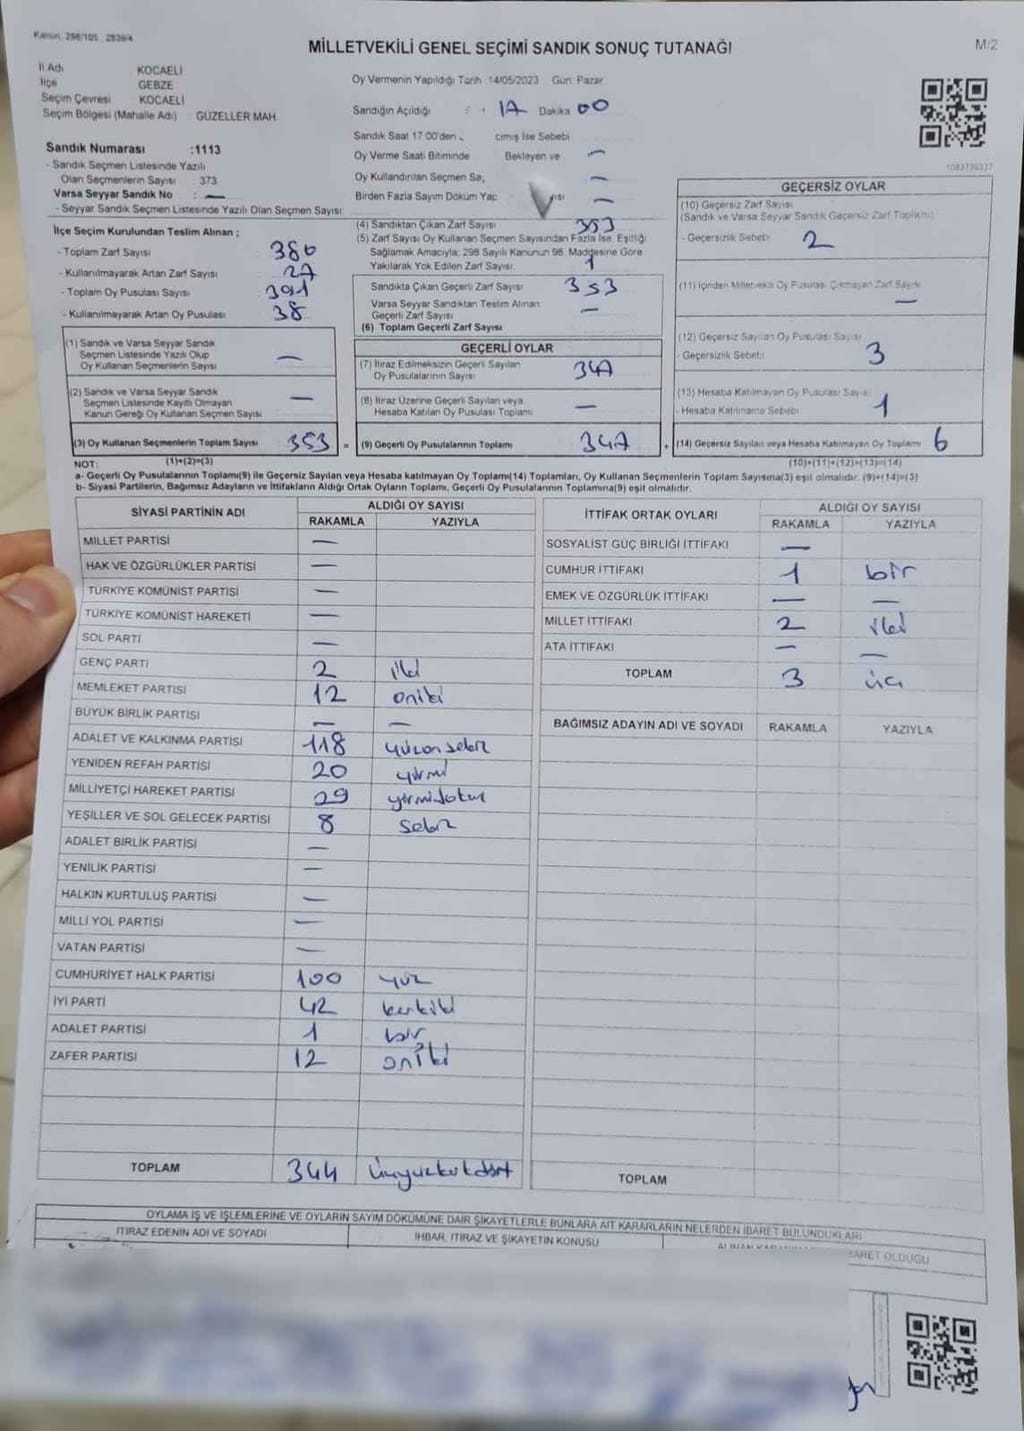 Kanun: 298/105 2839/4
MİLLETVEKİLİ GENEL SEÇİMİ SANDIK SONUÇ TUTANAĞI
M/2
İl Adı KOCAELİ
İlçe GEBZE
Seçim Çevresi KOCAELİ
Seçim Bölgesi (Mahalle Adı) : GÜZELLER MAH.
Oy Vermenin Yapıldığı Tarih :14/05/2023 Gün: Pazar
Sandığın Açıldığı 17 Dakika 00
Sandık Saat 17:00'den
Oy Verme Saati Bitiminde Bekleyen ve —
Oy Kullandırılan Seçmen Sa —
Birden Fazla Sayım Döküm Yap —
Sandık Numarası :1113
- Sandık Seçmen Listesinde Yazılı
Olan Seçmenlerin Sayısı : 373
Varsa Seyyar Sandık No : —
- Seyyar Sandık Seçmen Listesinde Yazılı Olan Seçmen Sayısı:
İlçe Seçim Kurulundan Teslim Alınan ;
- Toplam Zarf Sayısı 380
- Kullanılmayarak Artan Zarf Sayısı 27
- Toplam Oy Pusulası Sayısı 391
- Kullanılmayarak Artan Oy Pusulası 38
(1) Sandık ve Varsa Seyyar Sandık
Seçmen Listesinde Yazılı Olup
Oy Kullanan Seçmenlerin Sayısı —
(2) Sandık ve Varsa Seyyar Sandık
Seçmen Listesinde Kayıtlı Olmayan
Kanun Gereği Oy Kullanan Seçmen Sayısı —
(3) Oy Kullanan Seçmenlerin Toplam Sayısı 353 =
(1)+(2)=(3)
(4) Sandıktan Çıkan Zarf Sayısı 353
(5) Zarf Sayısı Oy Kullanan Seçmen Sayısından Fazla İse, Eşitliği
Sağlamak Amacıyla; 298 Sayılı Kanunun 98. Maddesine Göre
Yakılarak Yok Edilen Zarf Sayısı: 1
Sandıkta Çıkan Geçerli Zarf Sayısı 353
Varsa Seyyar Sandıktan Teslim Alınan
Geçerli Zarf Sayısı —
(6) Toplam Geçerli Zarf Sayısı
GEÇERLİ OYLAR
(7) İtiraz Edilmeksizin Geçerli Sayılan
Oy Pusulalarının Sayısı 347
(8) İtiraz Üzerine Geçerli Sayılan veya
Hesaba Katılan Oy Pusulası Toplamı —
(9) Geçerli Oy Pusulalarının Toplamı 347 +
GEÇERSİZ OYLAR
(10) Geçersiz Zarf Sayısı
(Sandık ve Varsa Seyyar Sandık Geçersiz Zarf Toplamı)
- Geçersizlik Sebebi: 2
(11) İçinden Milletvekili Oy Pusulası Çıkmayan Zarf Sayısı
—
(12) Geçersiz Sayılan Oy Pusulası Sayısı
- Geçersizlik Sebebi 3
(13) Hesaba Katılmayan Oy Pusulası Sayısı
- Hesaba Katılmama Sebebi 1
(14) Geçersiz Sayılan veya Hesaba Katılmayan Oy Toplamı 6
(10)+(11)+(12)+(13)=(14)
NOT:
a- Geçerli Oy Pusulalarının Toplamı(9) ile Geçersiz Sayılan veya Hesaba katılmayan Oy Toplam(14) Toplamları, Oy Kullanan Seçmenlerin Toplam Sayısına(3) eşit olmalıdır. (9)+(14)=(3)
b- Siyasi Partilerin, Bağımsız Adayların ve İttifakların Aldığı Ortak Oyların Toplamı, Geçerli Oy Pusulalarının Toplamına(9) eşit olmalıdır.
SİYASİ PARTİNİN ADI ALDIĞI OY SAYISI
RAKAMLA YAZIYLA
MİLLET PARTİSİ —
HAK VE ÖZGÜRLÜKLER PARTİSİ —
TÜRKİYE KOMÜNİST PARTİSİ —
TÜRKİYE KOMÜNİST HAREKETİ —
SOL PARTİ —
GENÇ PARTİ 2 iki
MEMLEKET PARTİSİ 12 oniki
BÜYÜK BİRLİK PARTİSİ — —
ADALET VE KALKINMA PARTİSİ 118 yüzonsekiz
YENİDEN REFAH PARTİSİ 20 yirmi
MİLLİYETÇİ HAREKET PARTİSİ 29 yirmidokuz
YEŞİLLER VE SOL GELECEK PARTİSİ 8 sekiz
ADALET BİRLİK PARTİSİ —
YENİLİK PARTİSİ —
HALKIN KURTULUŞ PARTİSİ —
MİLLİ YOL PARTİSİ —
VATAN PARTİSİ —
CUMHURİYET HALK PARTİSİ 100 yüz
İYİ PARTİ 42 kırkiki
ADALET PARTİSİ 1 bir
ZAFER PARTİSİ 12 oniki
TOPLAM 344 üçyüzkırkdört
İTTİFAK ORTAK OYLARI ALDIĞI OY SAYISI
RAKAMLA YAZIYLA
SOSYALİST GÜÇ BİRLİĞİ İTTİFAKI —
CUMHUR İTTİFAKI 1 bir
EMEK VE ÖZGÜRLÜK İTTİFAKI — —
MİLLET İTTİFAKI 2 iki
ATA İTTİFAKI — —
TOPLAM 3 üç
BAĞIMSIZ ADAYIN ADI VE SOYADI RAKAMLA YAZIYLA
TOPLAM
OYLAMA İŞ VE İŞLEMLERİNE VE OYLARIN SAYIM DÖKÜMÜNE DAİR ŞİKAYETLERLE BUNLARA AİT KARARLARIN NELERDEN İBARET BULUNDUKLARI
İTİRAZ EDENİN ADI VE SOYADI İHBAR, İTİRAZ VE ŞİKAYETİN KONUSU